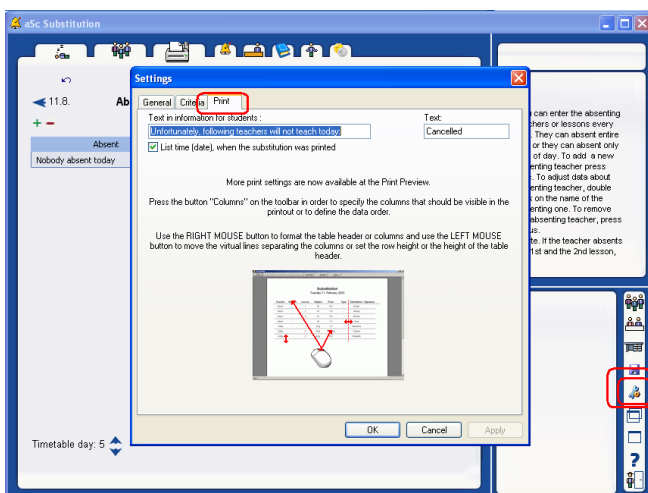 aSc Substitution
11.8.
Ab
Absent
Nobody absent today
Timetable day: 5
Settings
General
Criteria
Print
Text in information for students :
Text:
Unfortunately, following teachers will not teach today:
Cancelled
List time (date), when the substitution was printed
More print settings are now available at the Print Preview.
Press the button "Columns" on the toolbar in order to specify the columns that should be visible in the
printout or to define the data order.
Use the RIGHT MOUSE button to format the table header or columns and use the LEFT MOUSE
button to move the virtual lines separating the columns or set the row height or the height of the table
header.
Substitution
OK
Cancel
Apply
can enter the absenting
chers or lessons every
. They can absent entire
or they can absent only
of day. To add a new
enting teacher press
. To adjust data about
enting teacher, double
on the name of the
enting one. To remove
absenting teacher, press
us.
te. If the teacher absents
1st and the 2nd lesson,